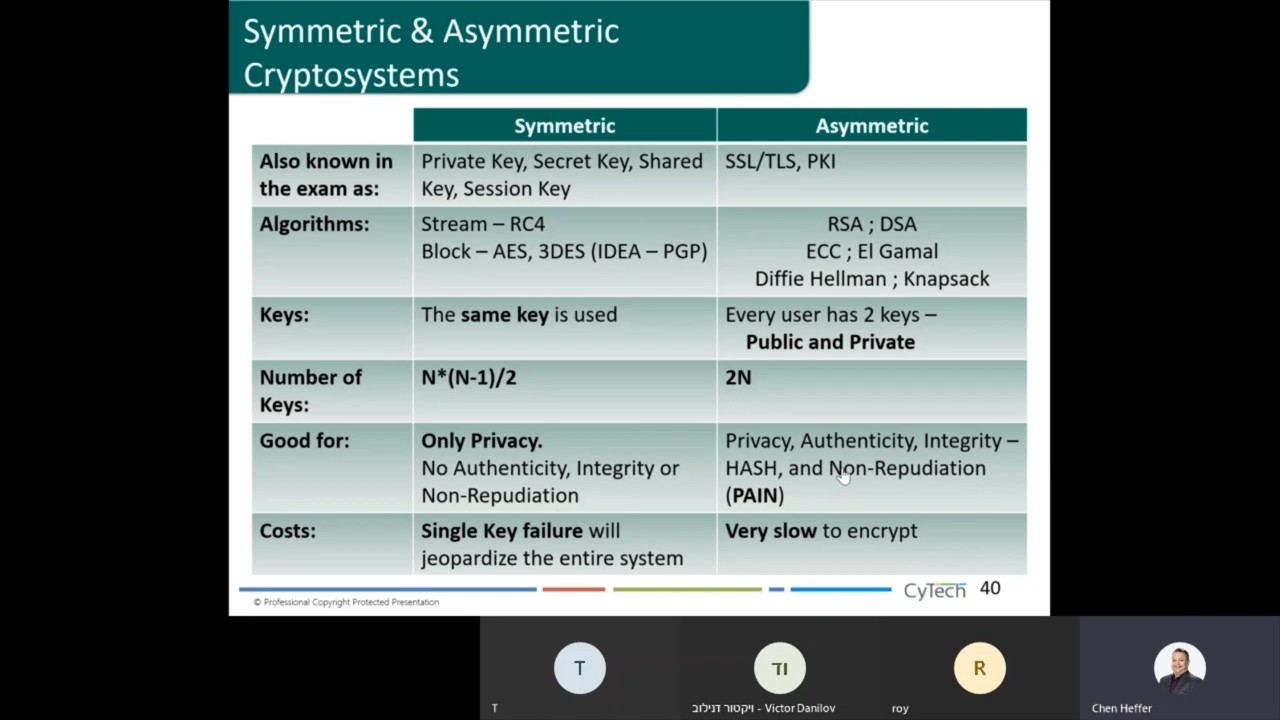 Symmetric & Asymmetric
Cryptosystems
Symmetric
Asymmetric
Also known in
the exam as:
Private Key, Secret Key, Shared
Key, Session Key
SSL/TLS, PKI
Algorithms:
Stream – RC4
Block – AES, 3DES (IDEA – PGP)
RSA ; DSA
ECC ; El Gamal
Diffie Hellman ; Knapsack
Keys:
The same key is used
Every user has 2 keys –
Public and Private
Number of
Keys:
N*(N-1)/2
2N
Good for:
Only Privacy.
No Authenticity, Integrity or
Non-Repudiation
Privacy, Authenticity, Integrity –
HASH, and Non-Repudiation
(PAIN)
Costs:
Single Key failure will
jeopardize the entire system
Very slow to encrypt
© Professional Copyright Protected Presentation
CyTech
40
T
T
וד
ויקטור דנילוב - Victor Danilov
R
roy
Chen Heffer